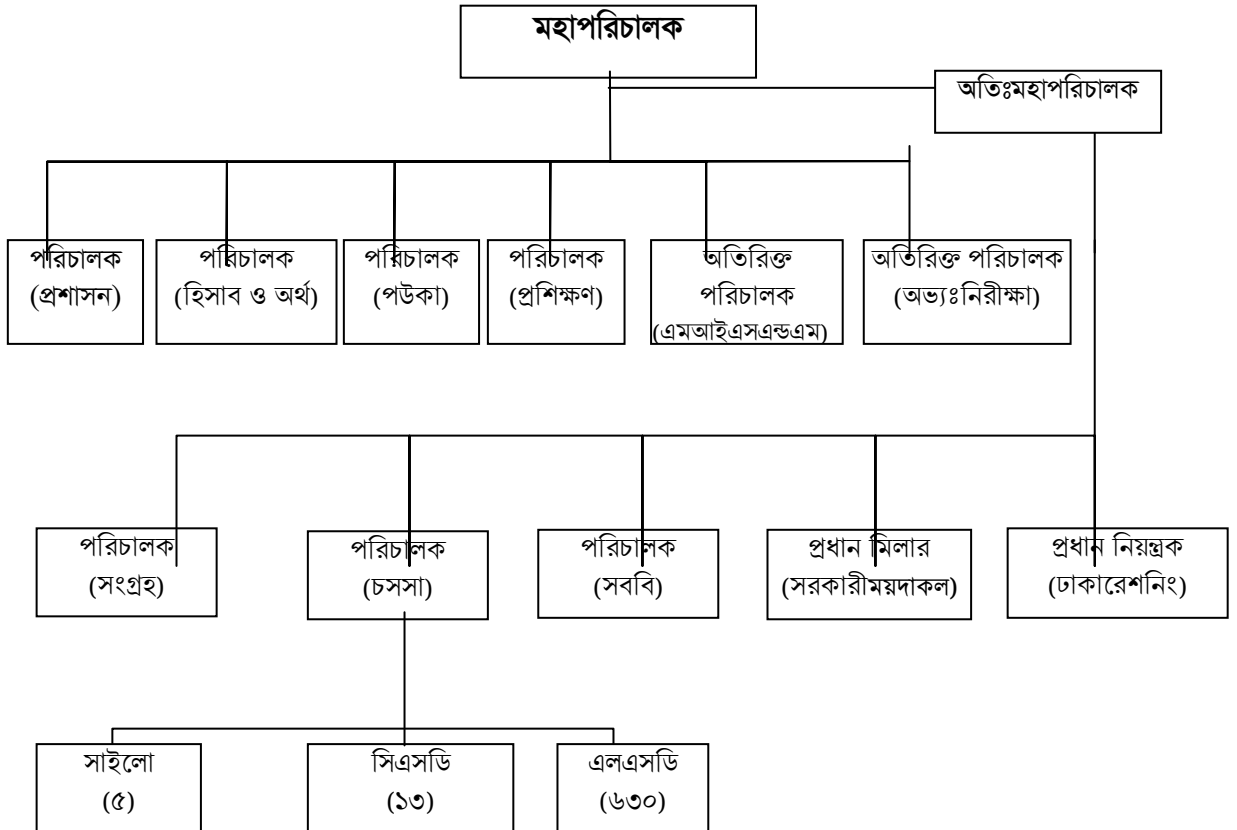 মহাপরিচালক
অতিঃমহাপরিচালক
পরিচালক
(প্রশাসন)
পরিচালক
(হিসাব ও অর্থ)
পরিচালক
(পউকা)
পরিচালক
(প্রশিক্ষণ)
অতিরিক্ত
পরিচালক
(এমআইএসএন্ডএম)
অতিরিক্ত পরিচালক
(অভ্যঃনিরীক্ষা)
পরিচালক
(সংগ্রহ)
পরিচালক
(চসসা)
পরিচালক
(সববি)
প্রধান মিলার
(সরকারীময়দাকল)
প্রধান নিয়ন্ত্রক
(ঢাকারেশনিং)
সাইলো
(৫)
সিএসডি
(১৩)
এলএসডি
(৬৩০)